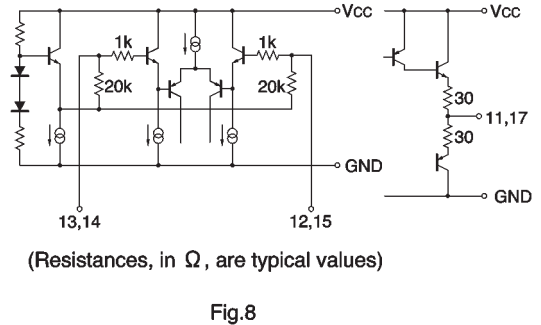 VCC
VCC
1k
1k
20k
20k
30
11,17
30
GND
GND
13,14
12,15
(Resistances, in Ω, are typical values)
Fig.8